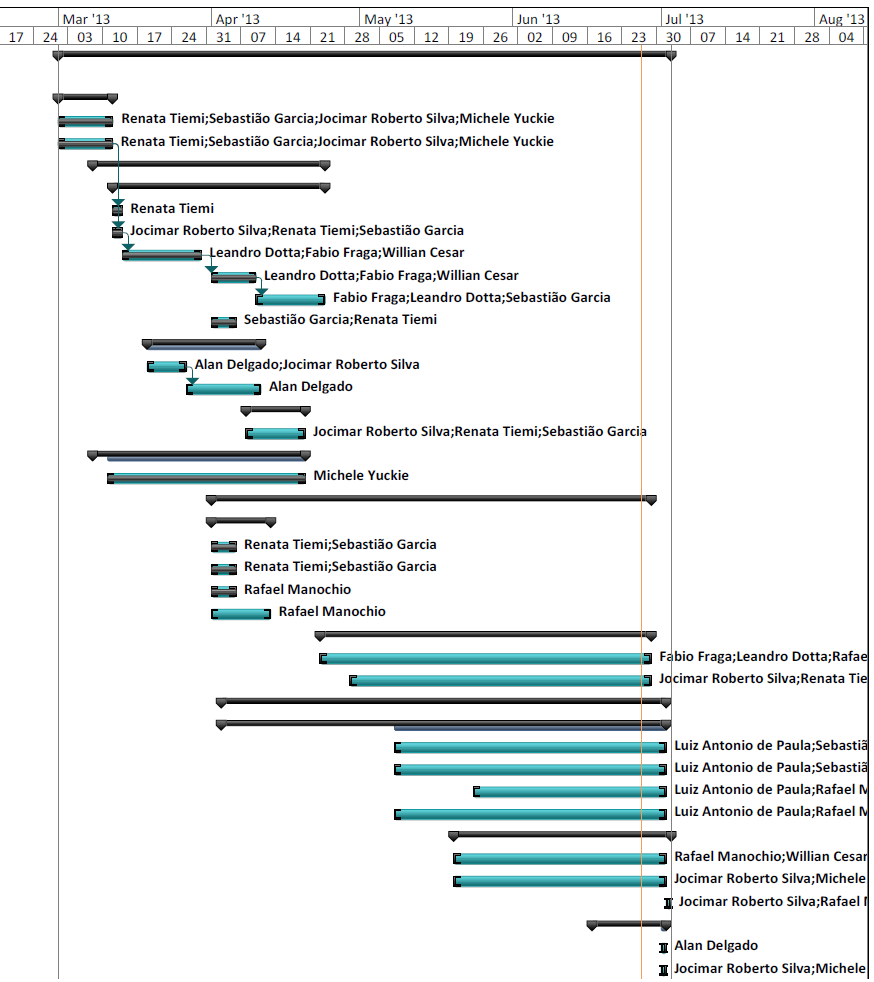 Mar '13 Apr '13 May '13 Jun '13 Jul '13 Aug '13
17 24 03 10 17 24 31 07 14 21 28 05 12 19 26 02 09 16 23 30 07 14 21 28 04
Renata Tiemi;Sebastião Garcia;Jocimar Roberto Silva;Michele Yuckie
Renata Tiemi;Sebastião Garcia;Jocimar Roberto Silva;Michele Yuckie
Renata Tiemi
Jocimar Roberto Silva;Renata Tiemi;Sebastião Garcia
Leandro Dotta;Fabio Fraga;Willian Cesar
Leandro Dotta;Fabio Fraga;Willian Cesar
Fabio Fraga;Leandro Dotta;Sebastião Garcia
Sebastião Garcia;Renata Tiemi
Alan Delgado;Jocimar Roberto Silva
Alan Delgado
Jocimar Roberto Silva;Renata Tiemi;Sebastião Garcia
Michele Yuckie
Renata Tiemi;Sebastião Garcia
Renata Tiemi;Sebastião Garcia
Rafael Manochio
Rafael Manochio
Fabio Fraga;Leandro Dotta;Rafae
Jocimar Roberto Silva;Renata Tie
Luiz Antonio de Paula;Sebastiã
Luiz Antonio de Paula;Sebastiã
Luiz Antonio de Paula;Rafael M
Luiz Antonio de Paula;Rafael M
Rafael Manochio;Willian Cesar
Jocimar Roberto Silva;Michele
Jocimar Roberto Silva;Rafael
Alan Delgado
Jocimar Roberto Silva;Michele